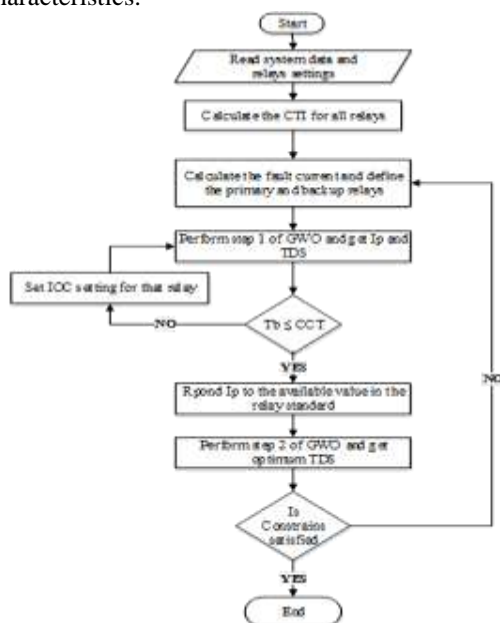 characteristics.
Start
Read system data and
relays settings
Calculate the CTI for all relays
Calculate the fault current and define
the primary and backup relays
Perform step 1 of GWO and get Ip and
TDS
Set IOC setting for that relay
Tb ≤ CCT
NO
YES
Rpond Ip to the available value in the
relay standard
NO
Perform step 2 of GWO and get
optimum TDS
Is
Constrains
satisfied
YES
End